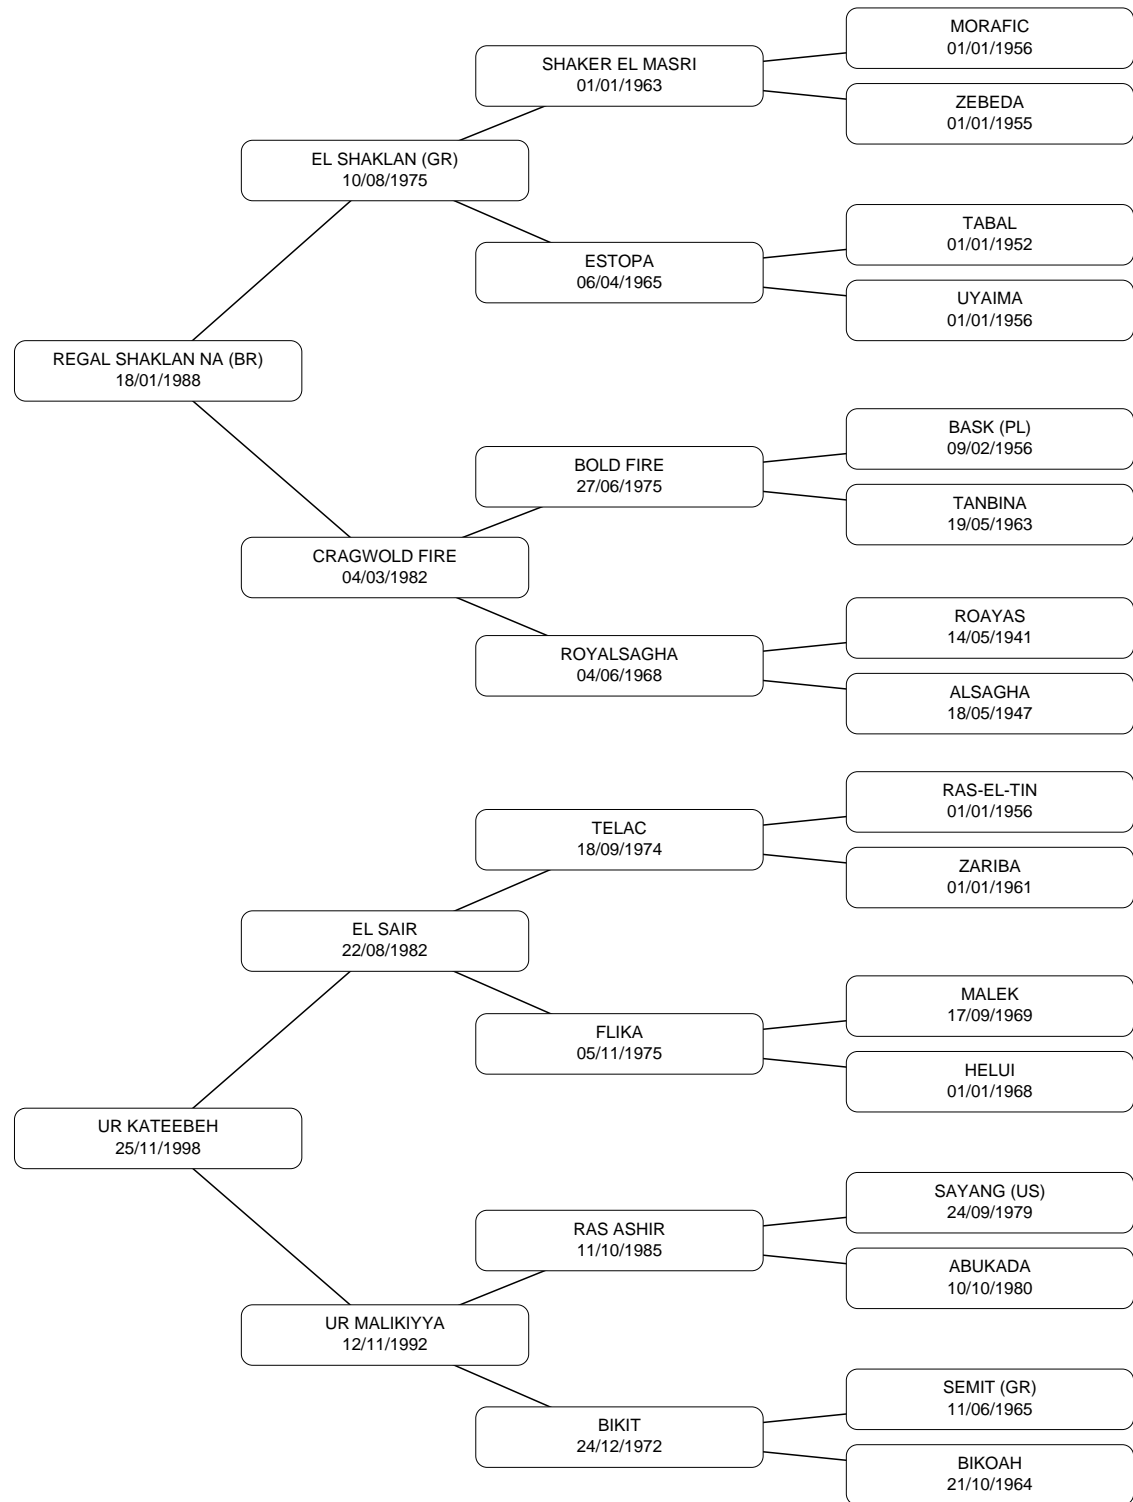 MORAFIC
01/01/1956
SHAKER EL MASRI
01/01/1963
ZEBEDA
01/01/1955
EL SHAKLAN (GR)
10/08/1975
TABAL
01/01/1952
ESTOPA
06/04/1965
UYAIMA
01/01/1956
REGAL SHAKLAN NA (BR)
18/01/1988
BASK (PL)
09/02/1956
BOLD FIRE
27/06/1975
TANBINA
19/05/1963
CRAGWOLD FIRE
04/03/1982
ROAYAS
14/05/1941
ROYALSAGHA
04/06/1968
ALSAGHA
18/05/1947
RAS-EL-TIN
01/01/1956
TELAC
18/09/1974
ZARIBA
01/01/1961
EL SAIR
22/08/1982
MALEK
17/09/1969
FLIKA
05/11/1975
HELUI
01/01/1968
UR KATEEBEH
25/11/1998
SAYANG (US)
24/09/1979
RAS ASHIR
11/10/1985
ABUKADA
10/10/1980
UR MALIKIYYA
12/11/1992
SEMIT (GR)
11/06/1965
BIKIT
24/12/1972
BIKOAH
21/10/1964